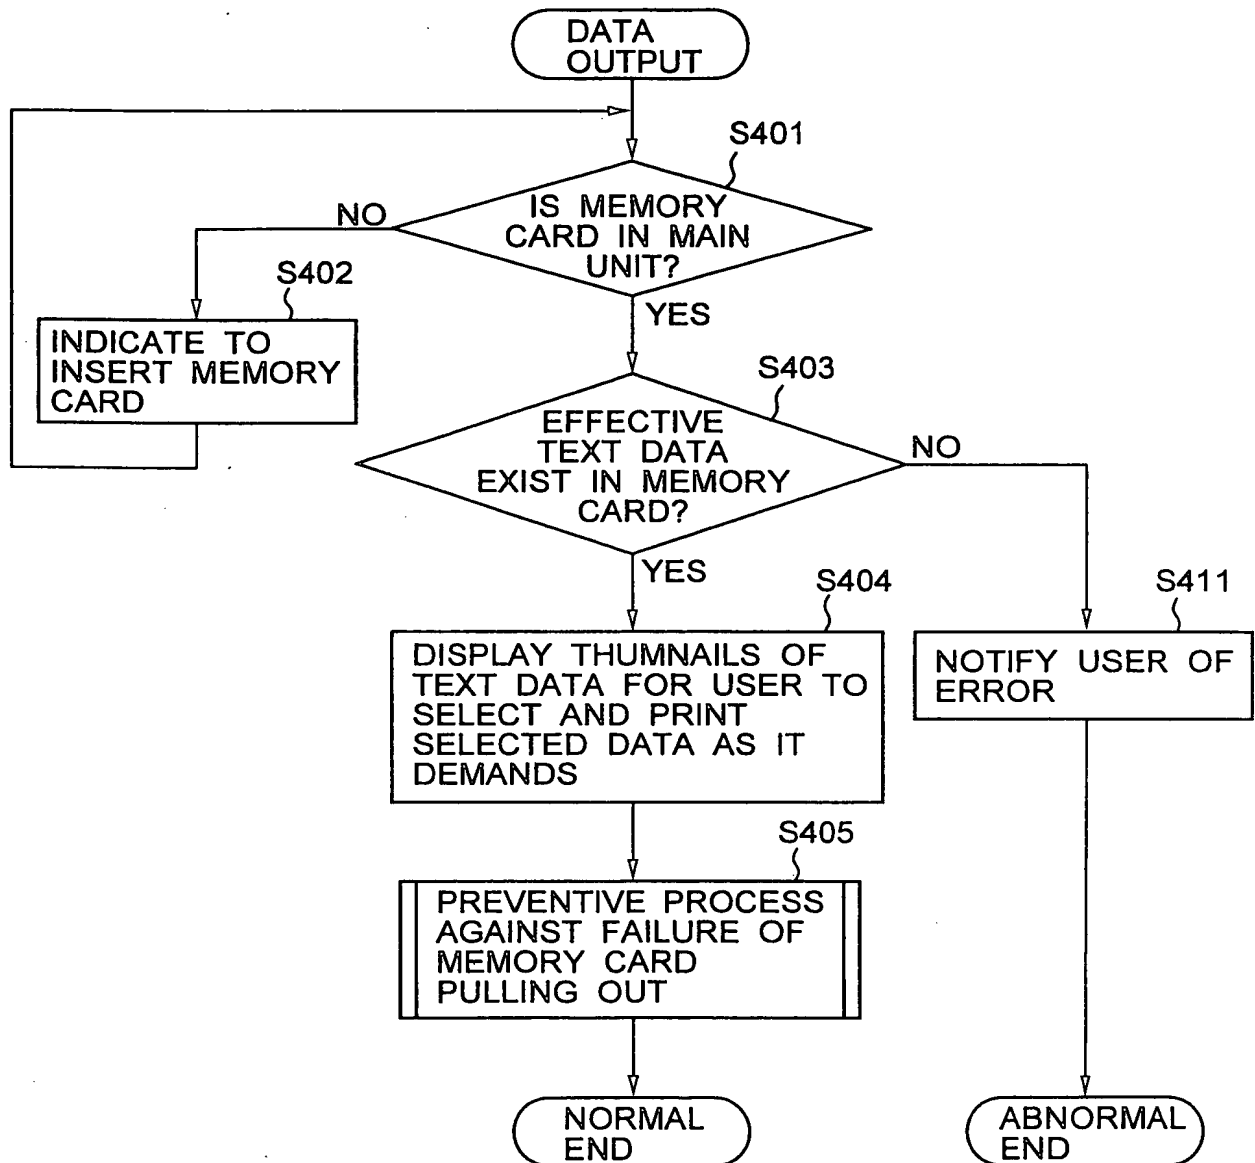 DATA
OUTPUT
S401
IS MEMORY
CARD IN MAIN
UNIT?
NO
YES
S402
INDICATE TO
INSERT MEMORY
CARD
S403
EFFECTIVE
TEXT DATA
EXIST IN MEMORY
CARD?
NO
YES
S404
DISPLAY THUMNAILS OF
TEXT DATA FOR USER TO
SELECT AND PRINT
SELECTED DATA AS IT
DEMANDS
S411
NOTIFY USER OF
ERROR
S405
PREVENTIVE PROCESS
AGAINST FAILURE OF
MEMORY CARD
PULLING OUT
NORMAL
END
ABNORMAL
END